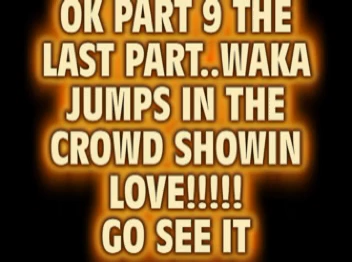 OK PART 9 THE
LAST PART..WAKA
JUMPS IN THE
CROWD SHOWIN
LOVE!!!!!
GO SEE IT